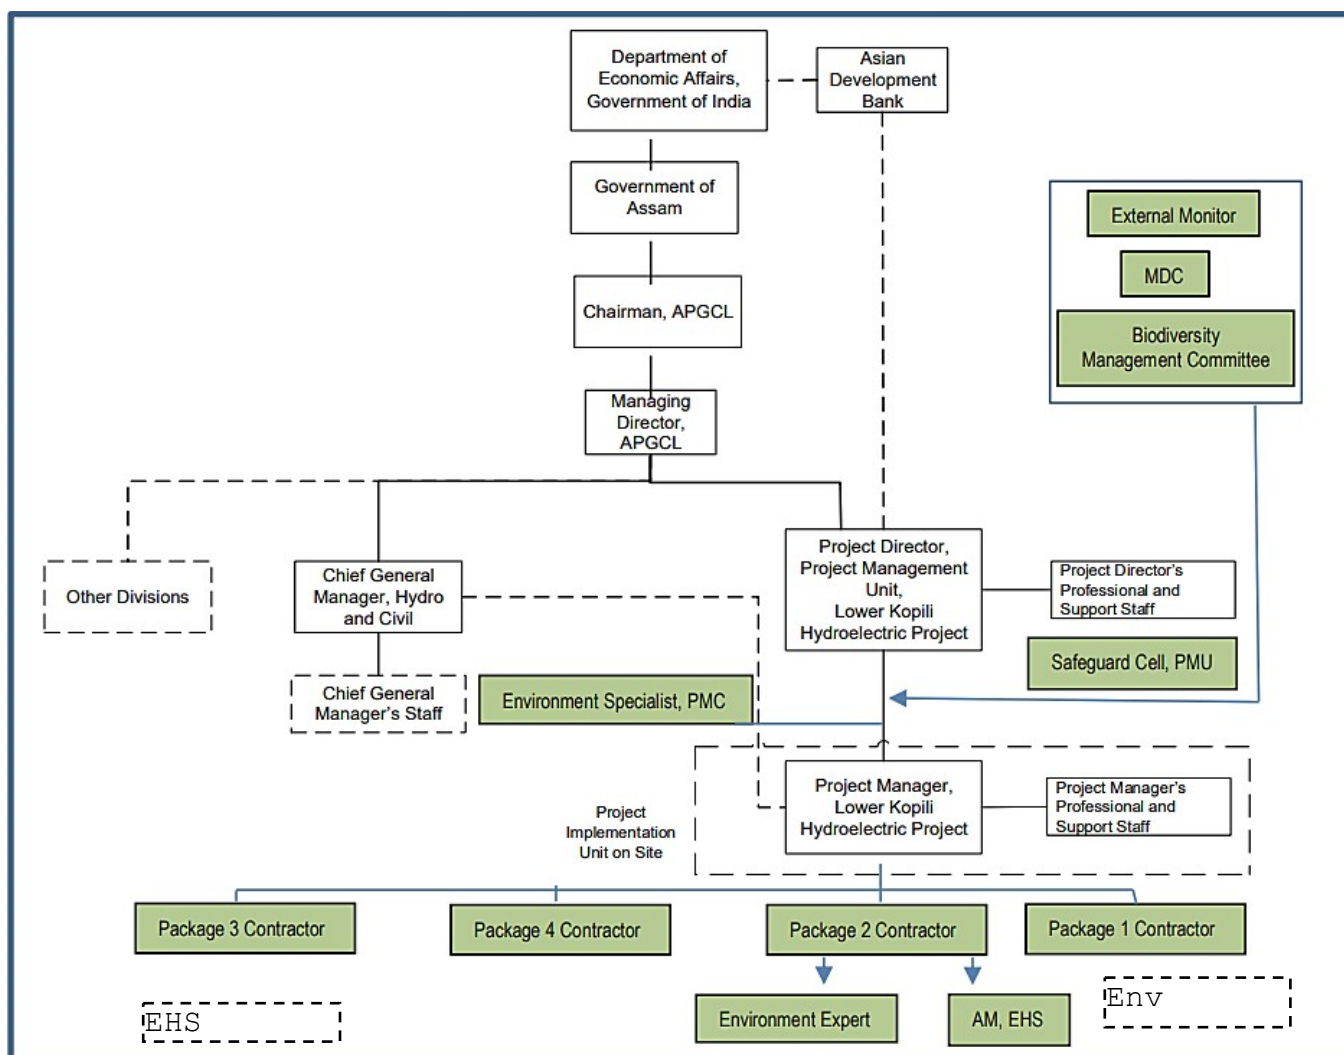 Department of
Economic Affairs,
Government of India
Asian
Development
Bank
Government of
Assam
External Monitor
MDC
Biodiversity
Management Committee
Chairman, APGCL
Managing
Director,
APGCL
Other Divisions
Chief General
Manager, Hydro
and Civil
Project Director,
Project Management
Unit,
Lower Kopili
Hydroelectric Project
Project Director's
Professional and
Support Staff
Safeguard Cell, PMU
Chief General
Manager's Staff
Environment Specialist, PMC
Project
Implementation
Unit on Site
Project Manager,
Lower Kopili
Hydroelectric Project
Project Manager's
Professional and
Support Staff
Package 3 Contractor
Package 4 Contractor
Package 2 Contractor
Package 1 Contractor
EHS
Environment Expert
AM, EHS
Env